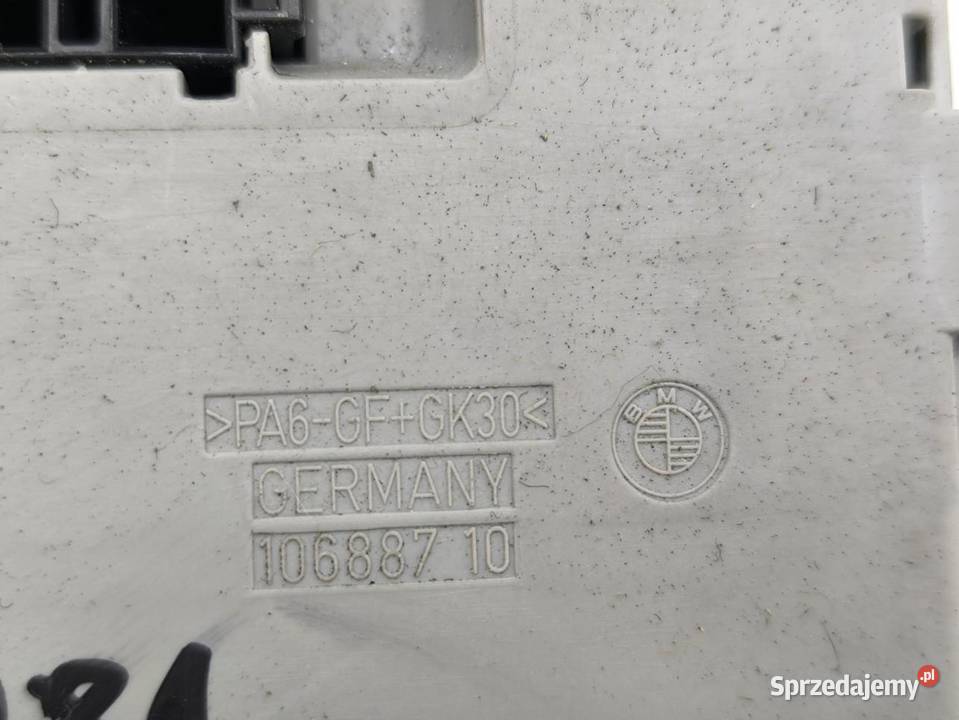 >PA6-GF+GK30<
BMW
GERMANY
106887 10
Sprzedajemy.pl